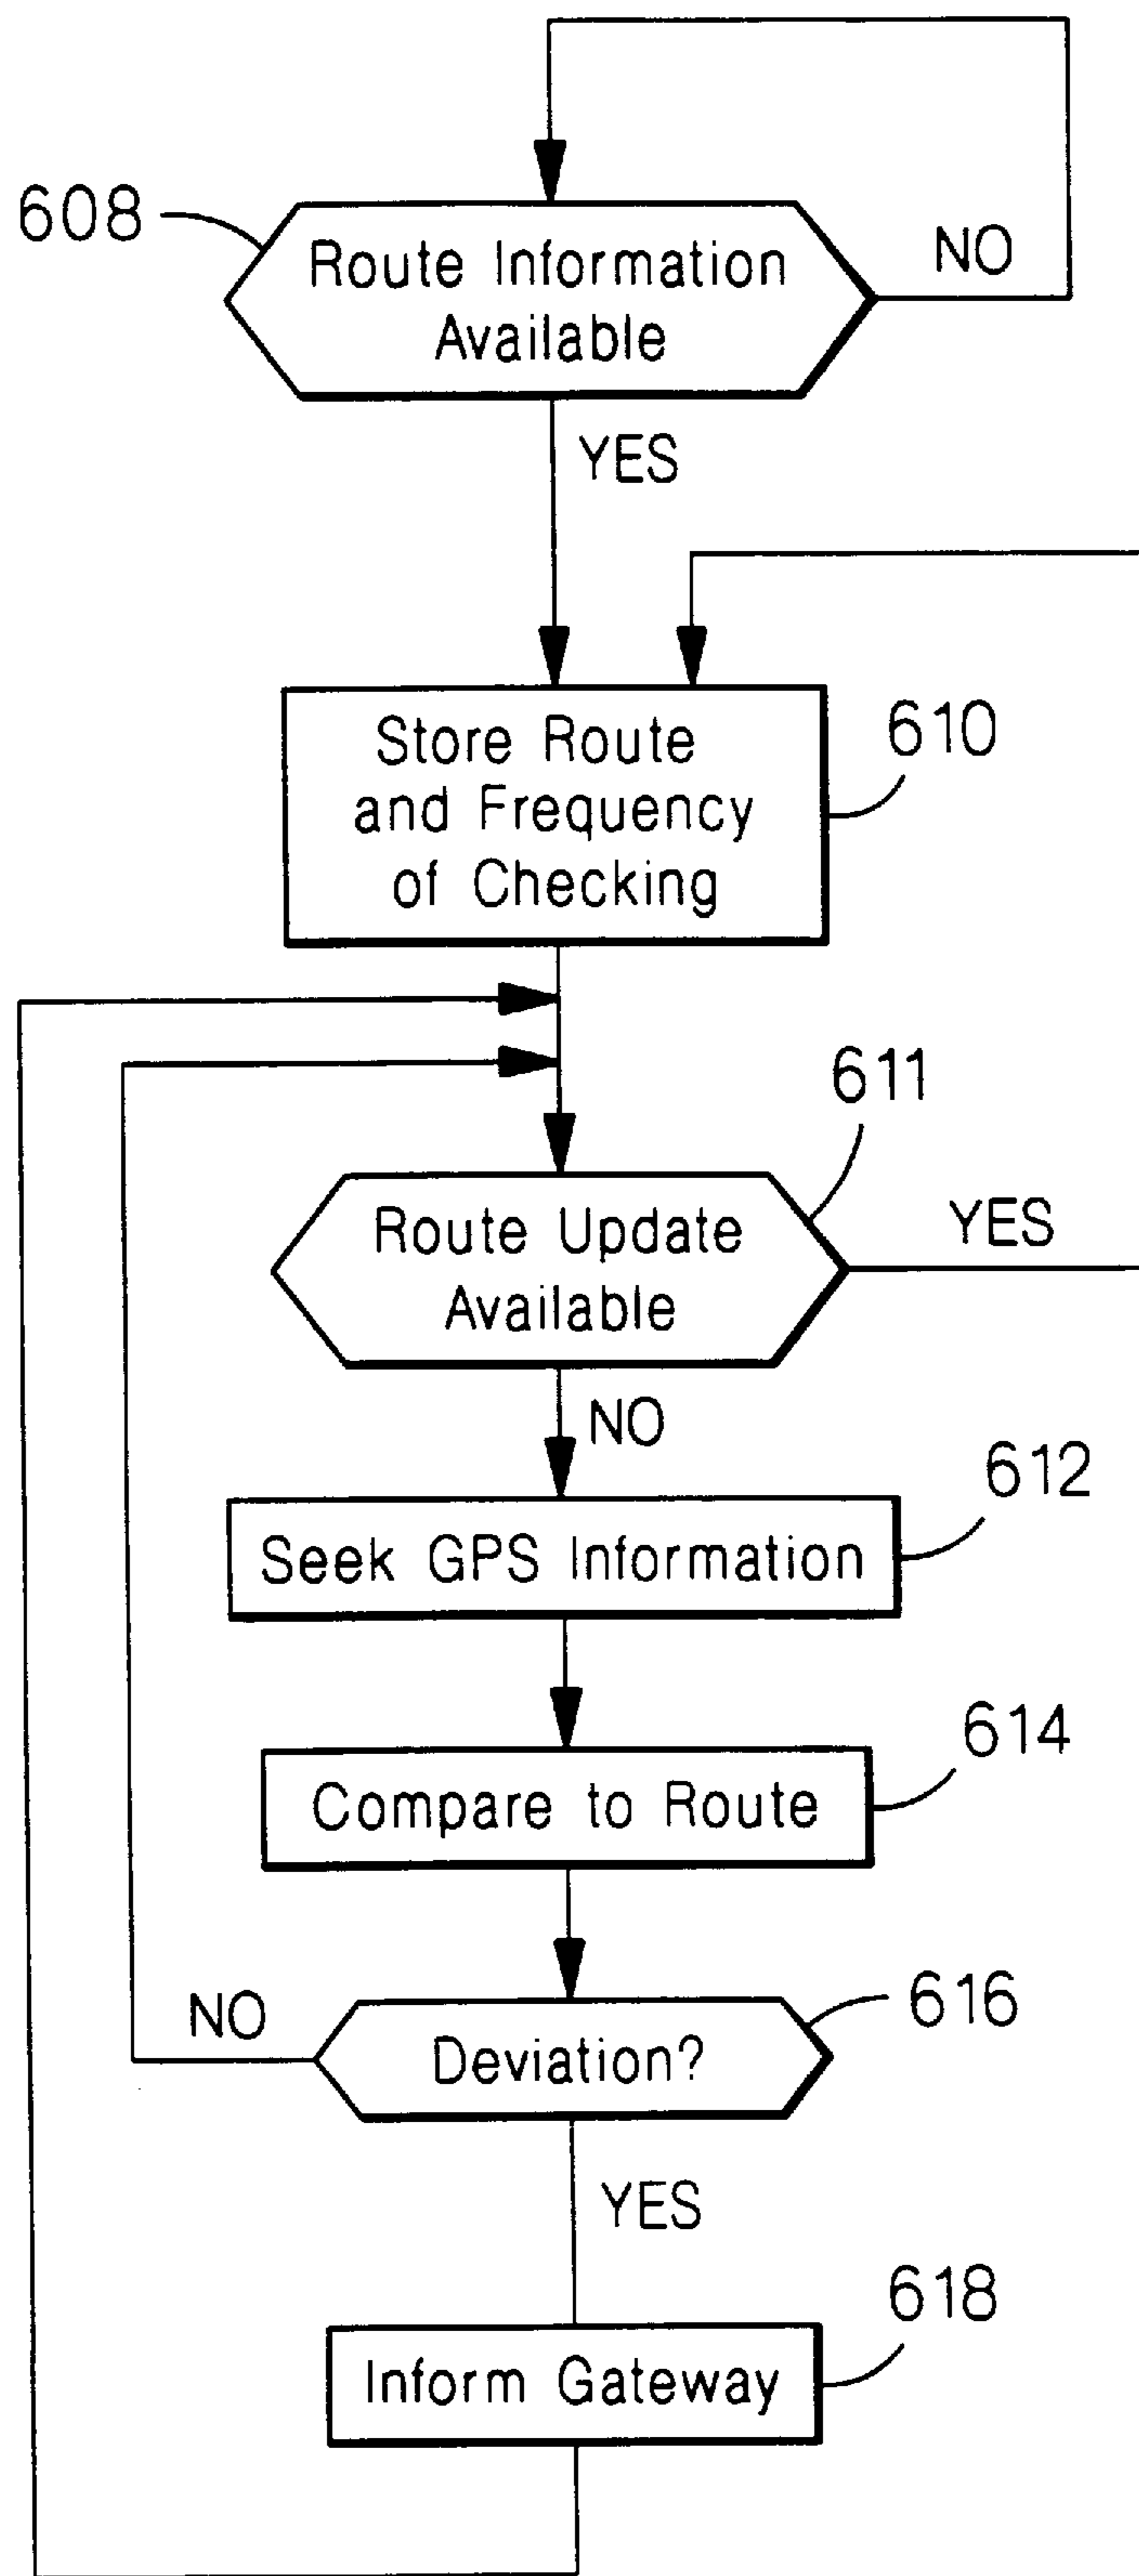 608
Route Information
Available
NO
YES
Store Route
and Frequency
of Checking
610
611
Route Update
Available
YES
NO
612
Seek GPS Information
614
Compare to Route
616
NO
Deviation?
YES
618
Inform Gateway